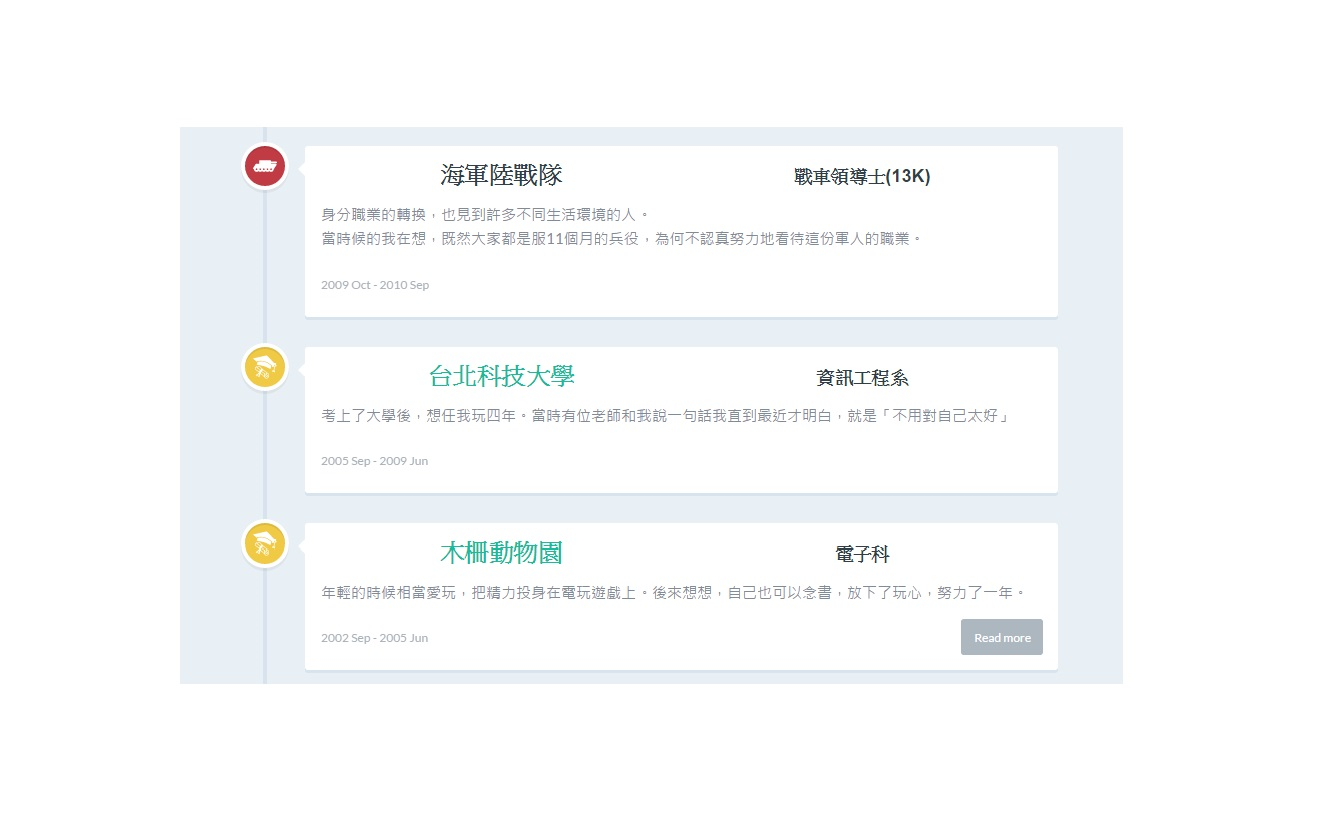 海軍陸戰隊
戰車領導士(13K)
身分職業的轉換，也見到許多不同生活環境的人。
當時候的我在想，既然大家都是服11個月的兵役，為何不認真努力地看待這份軍人的職業。
2009 Oct - 2010 Sep
台北科技大學
資訊工程系
考上了大學後，想任我玩四年。當時有位老師和我說一句話我直到最近才明白，就是「不用對自己太好」
2005 Sep - 2009 Jun
木柵動物園
電子科
年輕的時候相當愛玩，把精力投身在電玩遊戲上。後來想想，自己也可以念書，放下了玩心，努力了一年。
2002 Sep - 2005 Jun
Read more